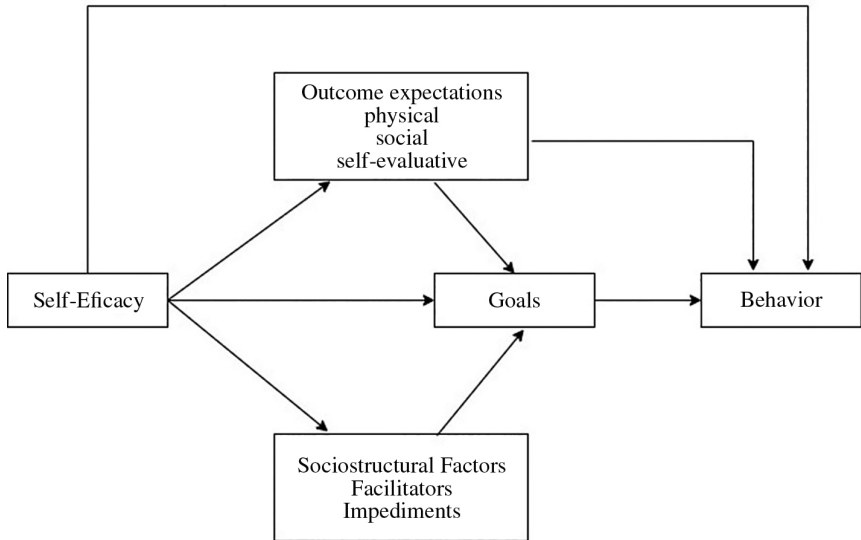 Outcome expectations
physical
social
self-evaluative
Self-Eficacy
Goals
Behavior
Sociostructural Factors
Facilitators
Impediments